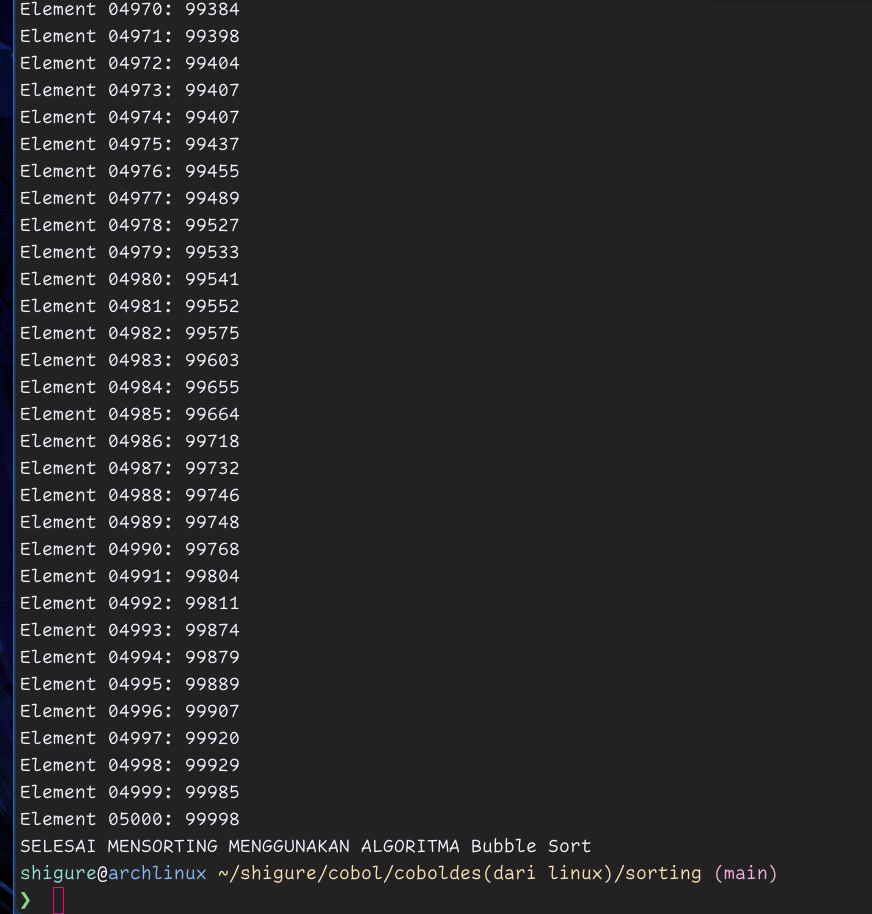 Element 04970: 99384
Element 04971: 99398
Element 04972: 99404
Element 04973: 99407
Element 04974: 99407
Element 04975: 99437
Element 04976: 99455
Element 04977: 99489
Element 04978: 99527
Element 04979: 99533
Element 04980: 99541
Element 04981: 99552
Element 04982: 99575
Element 04983: 99603
Element 04984: 99655
Element 04985: 99664
Element 04986: 99718
Element 04987: 99732
Element 04988: 99746
Element 04989: 99748
Element 04990: 99768
Element 04991: 99804
Element 04992: 99811
Element 04993: 99874
Element 04994: 99879
Element 04995: 99889
Element 04996: 99907
Element 04997: 99920
Element 04998: 99929
Element 04999: 99985
Element 05000: 99998
SELESAI MENSORTING MENGGUNAKAN ALGORITMA Bubble Sort
shigure@archlinux ~/shigure/cobol/coboldes(dari linux)/sorting (main)
❯